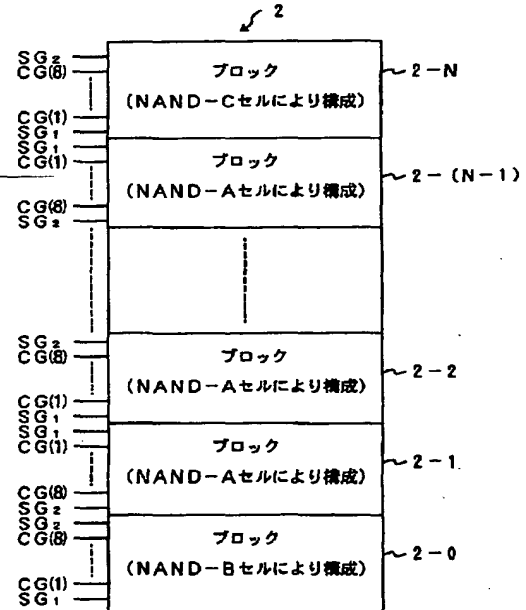 2
SG2
CG(8)
CG(1)
SG1
ブロック
(NAND-Cセルにより構成)
2-N
SG1
CG(1)
CG(8)
SG2
ブロック
(NAND-Aセルにより構成)
2-(N-1)
SG2
CG(8)
CG(1)
SG1
ブロック
(NAND-Aセルにより構成)
2-2
SG1
CG(1)
CG(8)
SG2
ブロック
(NAND-Aセルにより構成)
2-1
SG2
CG(8)
CG(1)
SG1
ブロック
(NAND-Bセルにより構成)
2-0